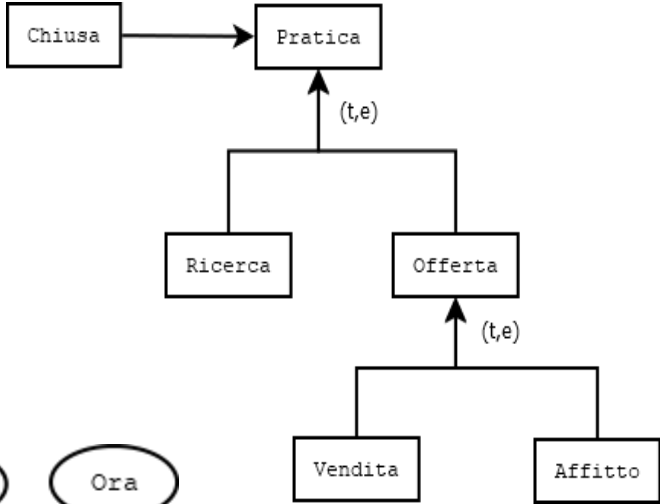 Chiusa
Pratica
(t,e)
Ricerca
Offerta
(t,e)
Vendita
Affitto
Ora